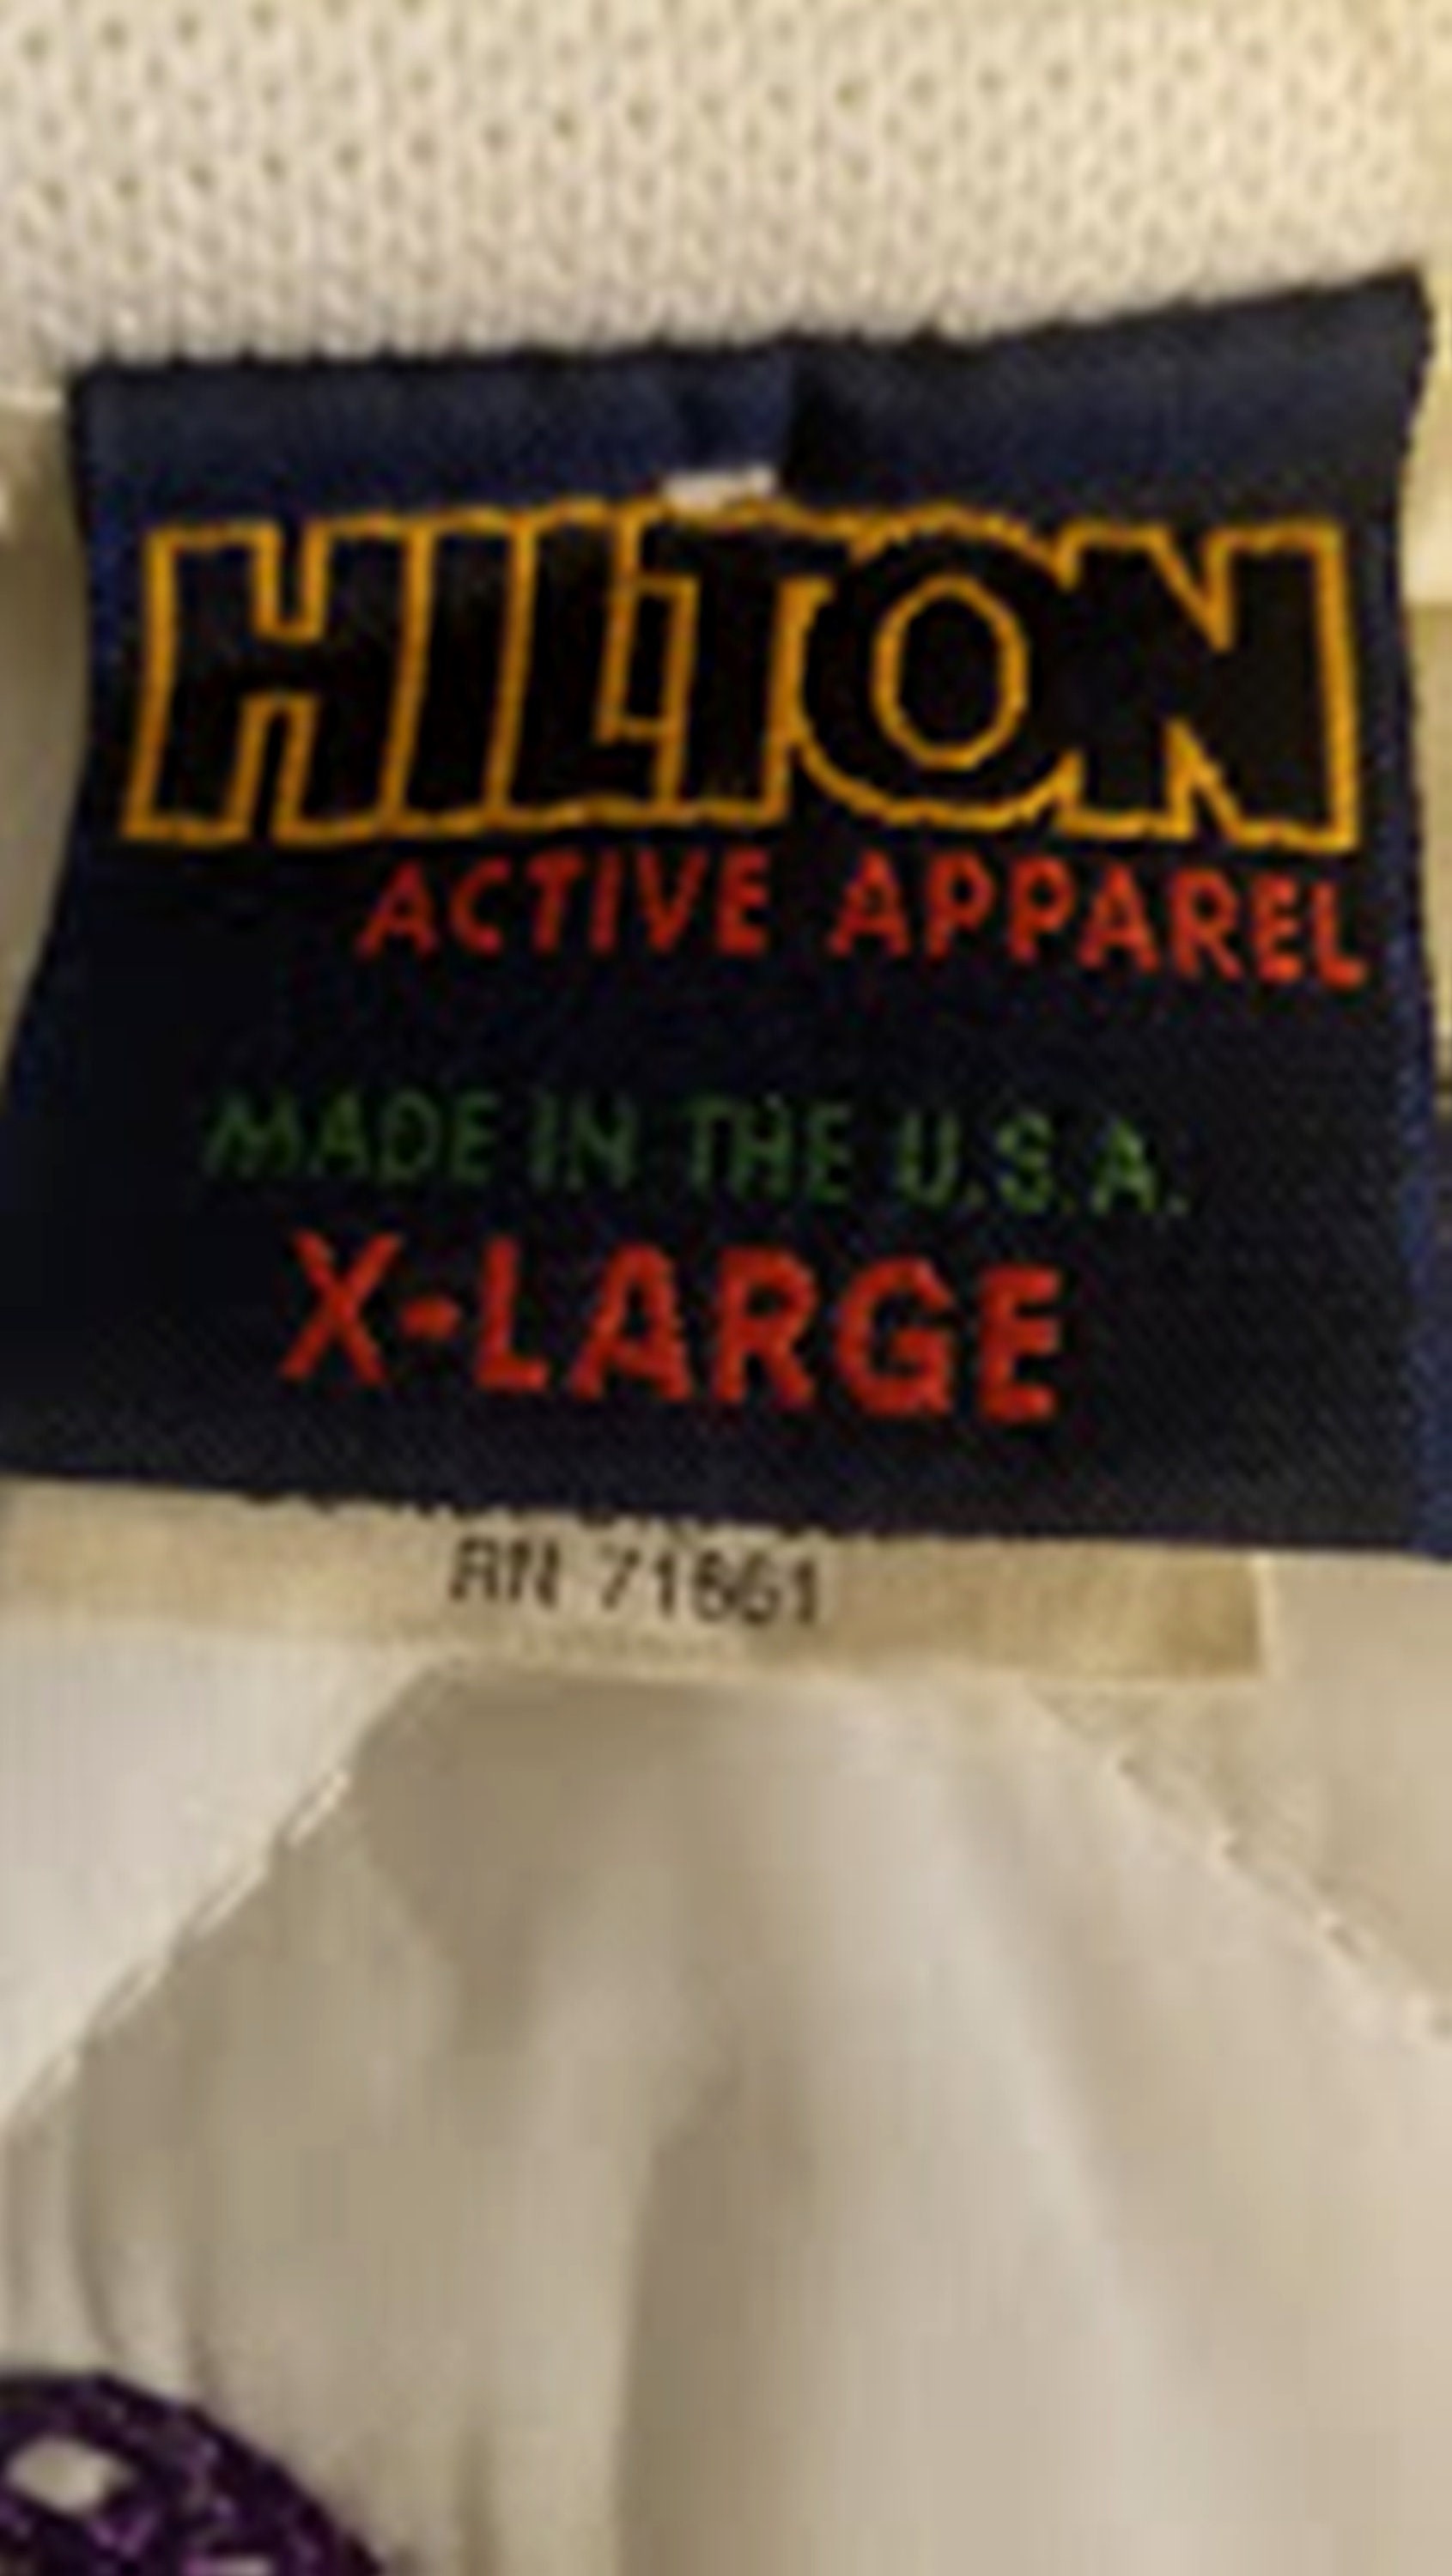 HILTON
ACTIVE APPAREL
MADE IN THE U.S.A.
X-LARGE
RN 71661